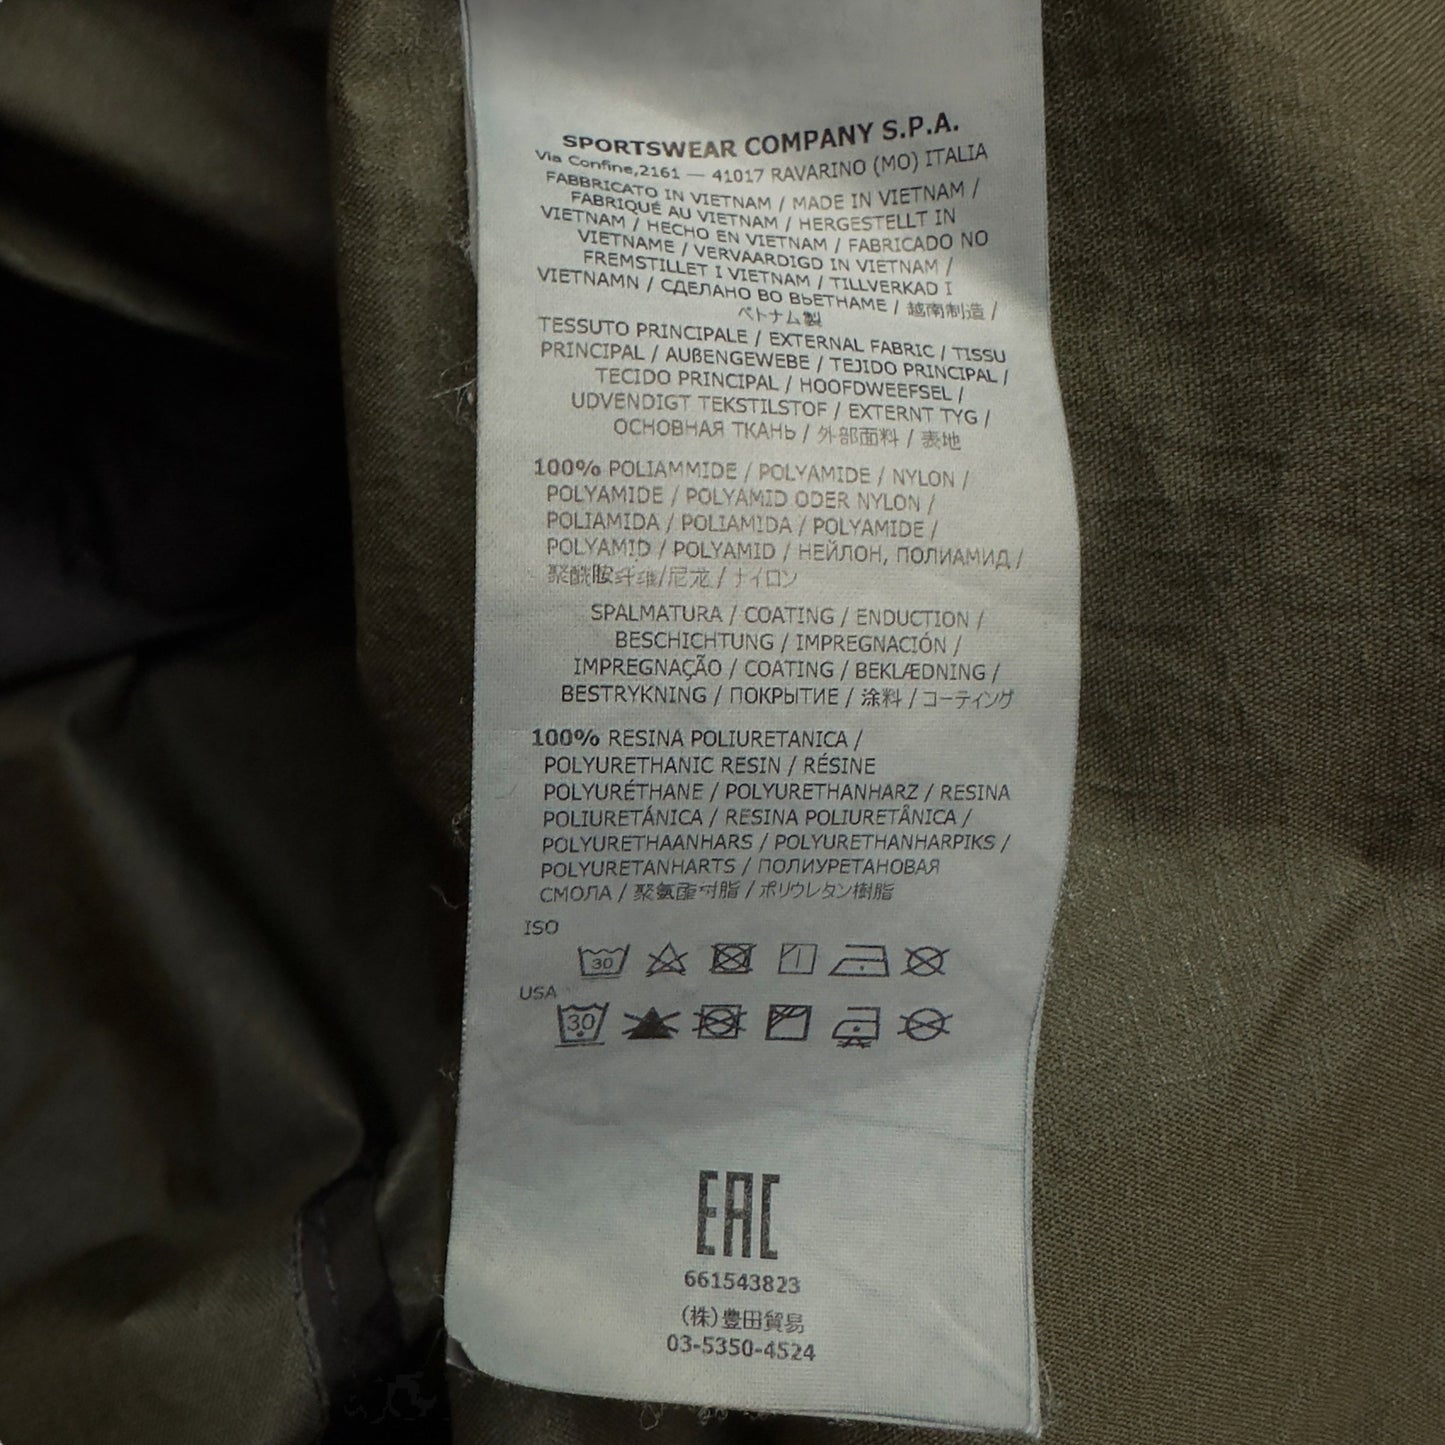 SPORTSWEAR COMPANY S.P.A.
Via Confine,2161 — 41017 RAVARINO (MO) ITALIA
FABBRICATO IN VIETNAM / MADE IN VIETNAM /
FABRIQUÉ AU VIETNAM / HERGESTELLT IN
VIETNAM / HECHO EN VIETNAM / FABRICADO NO
VIETNAME / VERVAARDIGD IN VIETNAM /
FREMSTILLET I VIETNAM / TILLVERKAD I
VIETNAMN / СДЕЛАНО ВО ВЬЕТНАМЕ / 越南制造 /
ベトナム製
TESSUTO PRINCIPALE / EXTERNAL FABRIC / TISSU
PRINCIPAL / AUßENGEWEBE / TEJIDO PRINCIPAL /
TECIDO PRINCIPAL / HOOFDWEEFSEL /
UDVENDIGT TEKSTILSTOF / EXTERNT TYG /
ОСНОВНАЯ ТКАНЬ / 外部面料 / 表地
100% POLIAMMIDE / POLYAMIDE / NYLON /
POLYAMIDE / POLYAMID ODER NYLON /
POLIAMIDA / POLIAMIDA / POLYAMIDE /
POLYAMID / POLYAMID / НЕЙЛОН, ПОЛИАМИД /
聚酰胺纤维/尼龙 / ナイロン
SPALMATURA / COATING / ENDUCTION /
BESCHICHTUNG / IMPREGNACIÓN /
IMPREGNAÇÃO / COATING / BEKLÆDNING /
BESTRYKNING / ПОКРЫТИЕ / 涂料 / コーティング
100% RESINA POLIURETANICA /
POLYURETHANIC RESIN / RÉSINE
POLYURÉTHANE / POLYURETHANHARZ / RESINA
POLIURETÁNICA / RESINA POLIURETÂNICA /
POLYURETHAANHARS / POLYURETHANHARPIKS /
POLYURETANHARTS / ПОЛИУРЕТАНОВАЯ
СМОЛА / 聚氨酯树脂 / ポリウレタン樹脂
ISO
30
USA
30
EAC
661543823
(株)豊田貿易
03-5350-4524